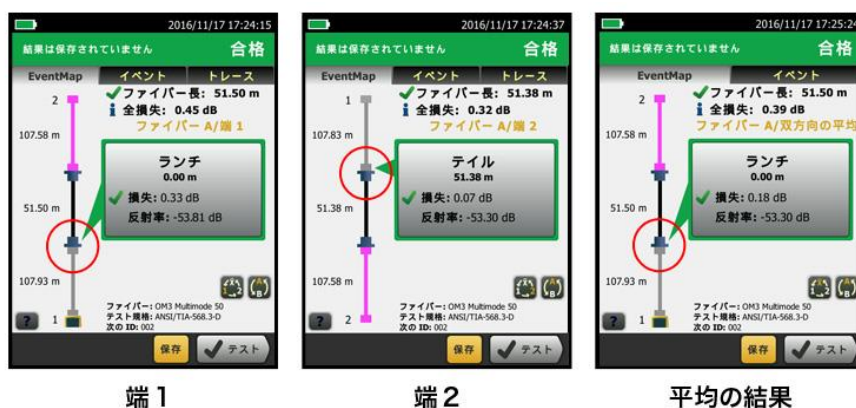 2016/11/17 17:24:15
結果は保存されていません 合格
EventMap イベント トレース
2
ファイバー長: 51.50 m
全損失: 0.45 dB
ファイバー A/端 1
107.58 m
ランチ
0.00 m
損失: 0.33 dB
反射率: -53.81 dB
51.50 m
107.93 m
ファイバー: OM3 Multimode 50
テスト規格: ANSI/TIA-568.3-D
次の ID: 002
? 1
保存 テスト
端1
2016/11/17 17:24:37
結果は保存されていません 合格
EventMap イベント トレース
1
ファイバー長: 51.38 m
全損失: 0.32 dB
ファイバー A/端 2
107.83 m
テイル
51.38 m
損失: 0.07 dB
反射率: -53.30 dB
51.38 m
107.58 m
ファイバー: OM3 Multimode 50
テスト規格: ANSI/TIA-568.3-D
次の ID: 002
? 2
保存 テスト
端2
2016/11/17 17:25:24
結果は保存されていません 合格
EventMap イベント
2
ファイバー長: 51.50 m
全損失: 0.39 dB
ファイバー A/双方向の平均
107.58 m
ランチ
0.00 m
損失: 0.18 dB
反射率: -53.30 dB
51.50 m
107.93 m
ファイバー: OM3 Multimode 50
テスト規格: ANSI/TIA-568.3-D
次の ID: 002
? 1
保存 テスト
平均の結果